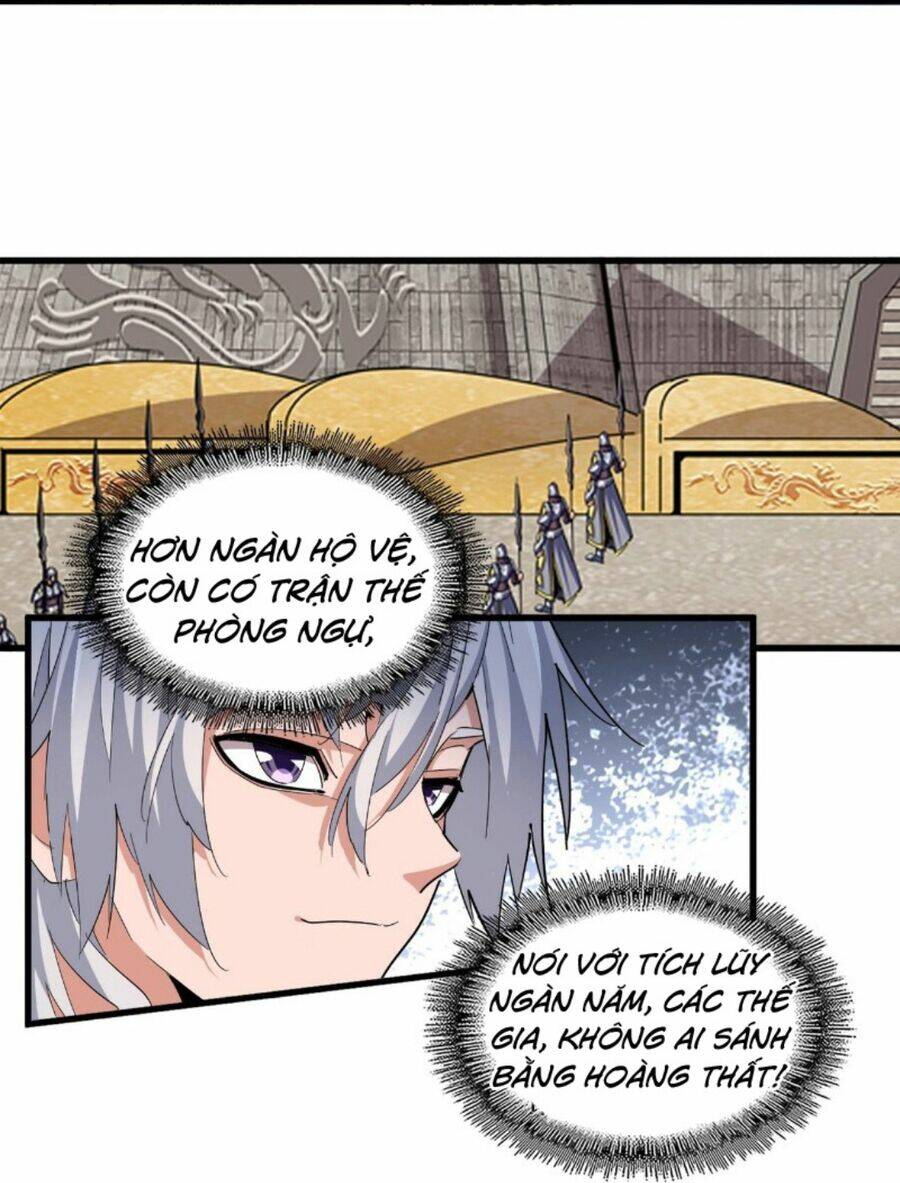 HƠN NGÀN HỘ VỆ,
CÒN CÓ TRẬN THẾ
PHÒNG NGỰ,
NÓI VỚI TÍCH LŨY
NGÀN NĂM, CÁC THẾ
GIA, KHÔNG AI SÁNH
BẰNG HOÀNG THẤT!